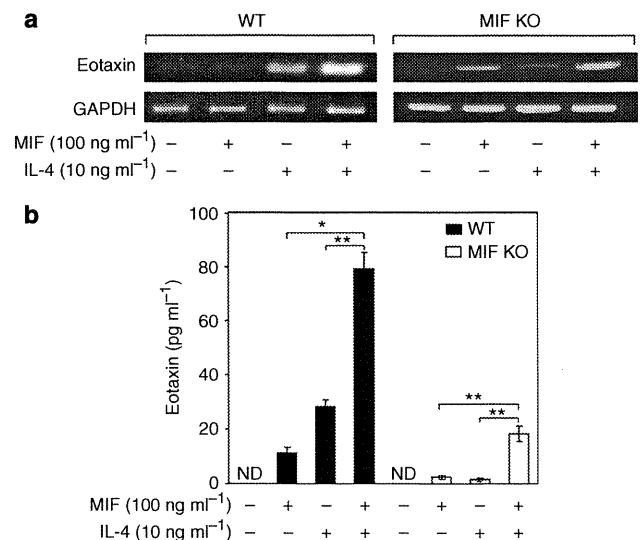 a
WT MIF KO
Eotaxin
GAPDH
MIF (100 ng ml⁻¹) − + − + − + − +
IL-4 (10 ng ml⁻¹) − − + + − − + +
b
100
80
60
40
20
0
Eotaxin (pg ml⁻¹)
WT
MIF KO
*
**
**
**
ND ND
MIF (100 ng ml⁻¹) − + − + − + − +
IL-4 (10 ng ml⁻¹) − − + + − − + +